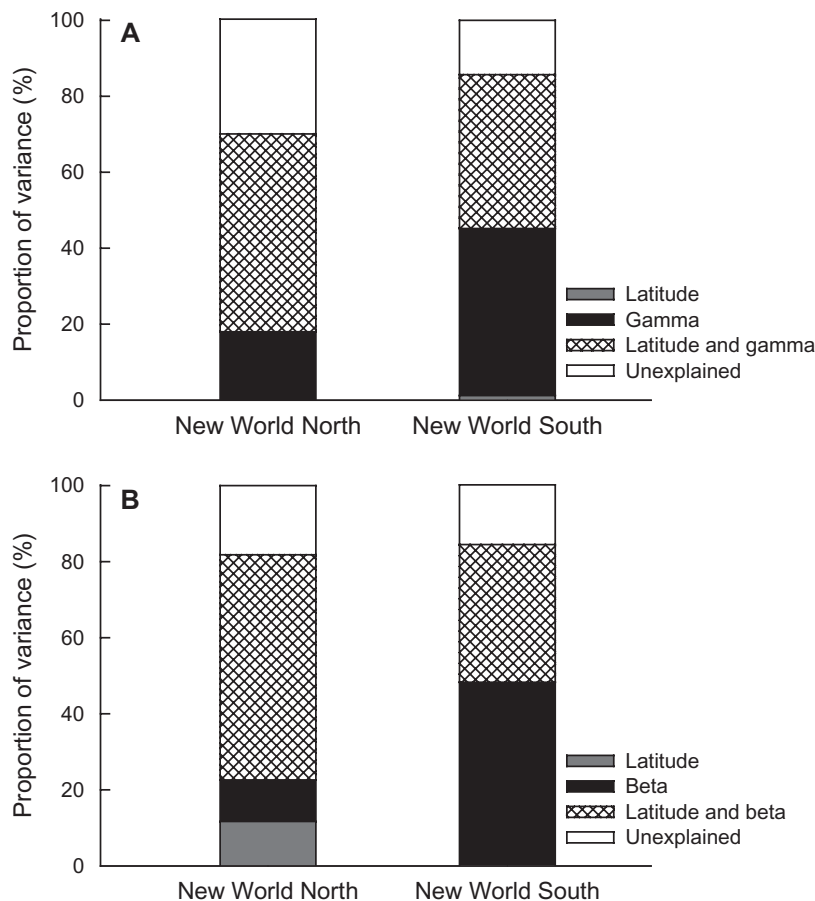 A
Proportion of variance (%)
100
80
60
40
20
0
New World North
New World South
Latitude
Gamma
Latitude and gamma
Unexplained
B
Proportion of variance (%)
100
80
60
40
20
0
New World North
New World South
Latitude
Beta
Latitude and beta
Unexplained